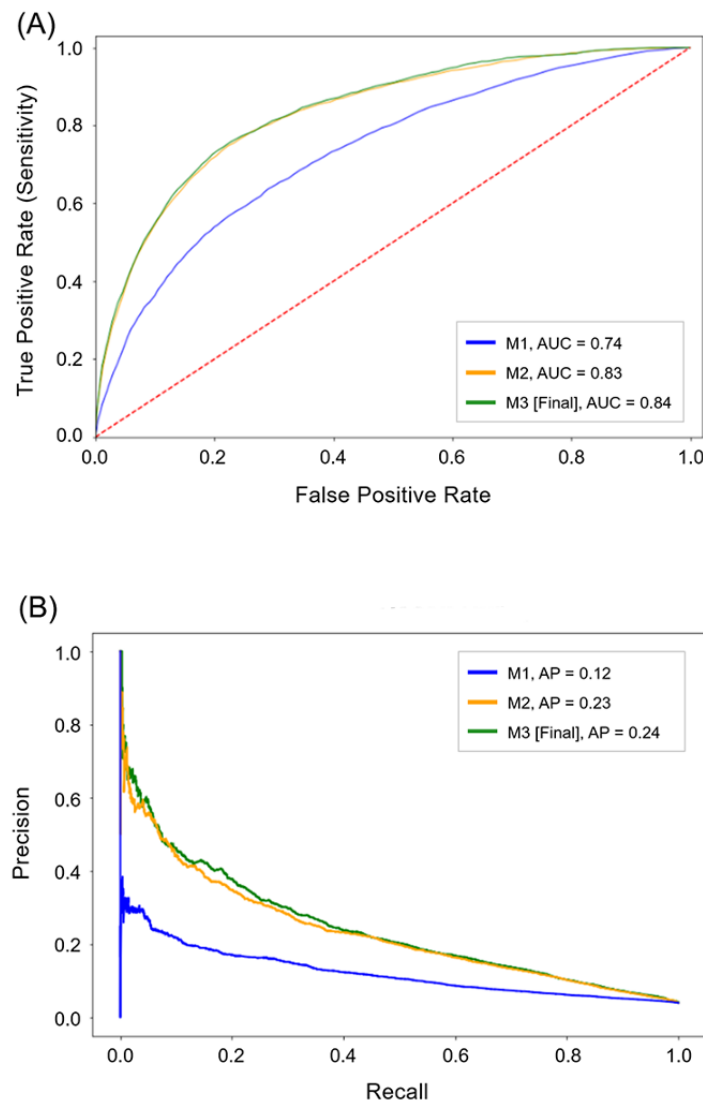 (A)
1.0
0.8
0.6
0.4
0.2
0.0
True Positive Rate (Sensitivity)
M1, AUC = 0.74
M2, AUC = 0.83
M3 [Final], AUC = 0.84
0.0 0.2 0.4 0.6 0.8 1.0
False Positive Rate
(B)
1.0
0.8
0.6
0.4
0.2
0.0
Precision
M1, AP = 0.12
M2, AP = 0.23
M3 [Final], AP = 0.24
0.0 0.2 0.4 0.6 0.8 1.0
Recall